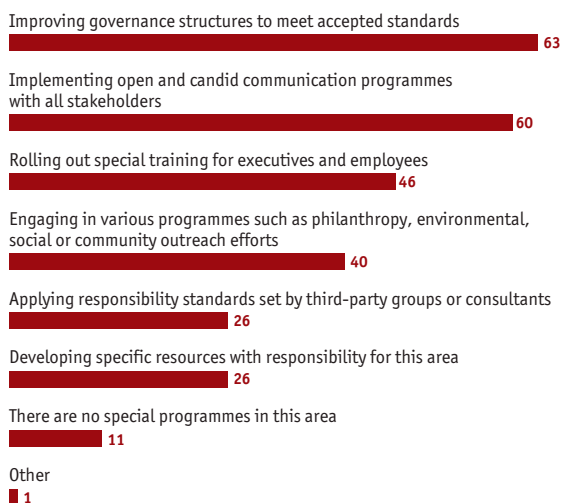 Improving governance structures to meet accepted standards
63
Implementing open and candid communication programmes
with all stakeholders
60
Rolling out special training for executives and employees
46
Engaging in various programmes such as philanthropy, environmental,
social or community outreach efforts
40
Applying responsibility standards set by third-party groups or consultants
26
Developing specific resources with responsibility for this area
26
There are no special programmes in this area
11
Other
1